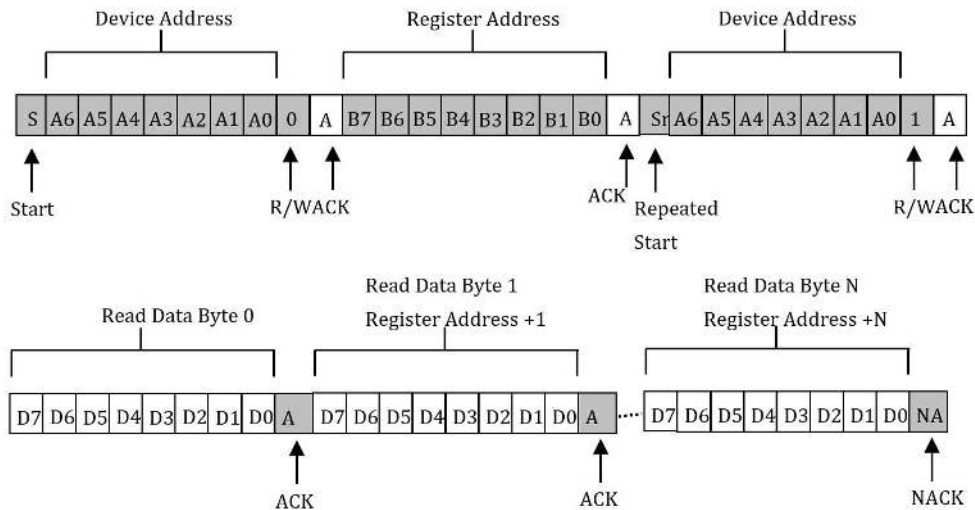 Device Address Register Address Device Address
S A6 A5 A4 A3 A2 A1 A0 0 A B7 B6 B5 B4 B3 B2 B1 B0 A Sr A6 A5 A4 A3 A2 A1 A0 1 A
Start R/WACK ACK Repeated R/WACK
Start
Read Data Byte 1 Read Data Byte N
Read Data Byte 0 Register Address +1 Register Address +N
D7 D6 D5 D4 D3 D2 D1 D0 A D7 D6 D5 D4 D3 D2 D1 D0 A D7 D6 D5 D4 D3 D2 D1 D0 NA
ACK ACK NACK